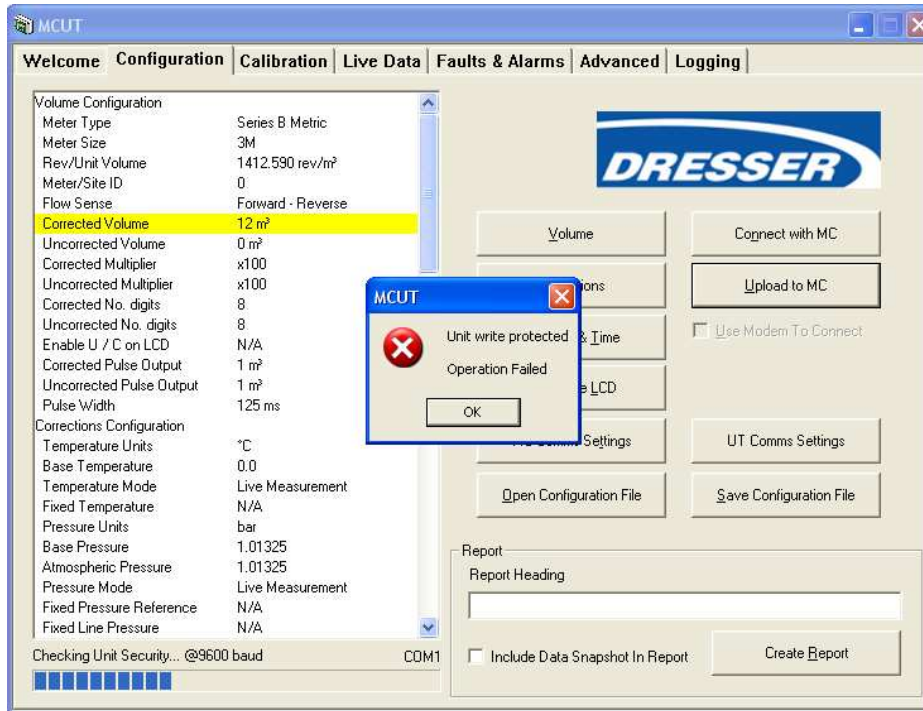 MCUT
Welcome Configuration Calibration Live Data Faults & Alarms Advanced Logging
Volume Configuration
Meter Type Series B Metric
Meter Size 3M
Rev/Unit Volume 1412.590 rev/m³
Meter/Site ID 0
Flow Sense Forward - Reverse
Corrected Volume 12 m³
Uncorrected Volume 0 m³
Corrected Multiplier x100
Uncorrected Multiplier x100
Corrected No. digits 8
Uncorrected No. digits 8
Enable U / C on LCD N/A
Corrected Pulse Output 1 m³
Uncorrected Pulse Output 1 m³
Pulse Width 125 ms
Corrections Configuration
Temperature Units °C
Base Temperature 0.0
Temperature Mode Live Measurement
Fixed Temperature N/A
Pressure Units bar
Base Pressure 1.01325
Atmospheric Pressure 1.01325
Pressure Mode Live Measurement
Fixed Pressure Reference N/A
Fixed Line Pressure N/A
Checking Unit Security... @9600 baud COM1
DRESSER
Volume
Connect with MC
Upload to MC
Use Modem To Connect
Time
LCD
Comms Settings
UT Comms Settings
Open Configuration File
Save Configuration File
MCUT
Unit write protected
Operation Failed
OK
Report
Report Heading
Include Data Snapshot In Report
Create Report